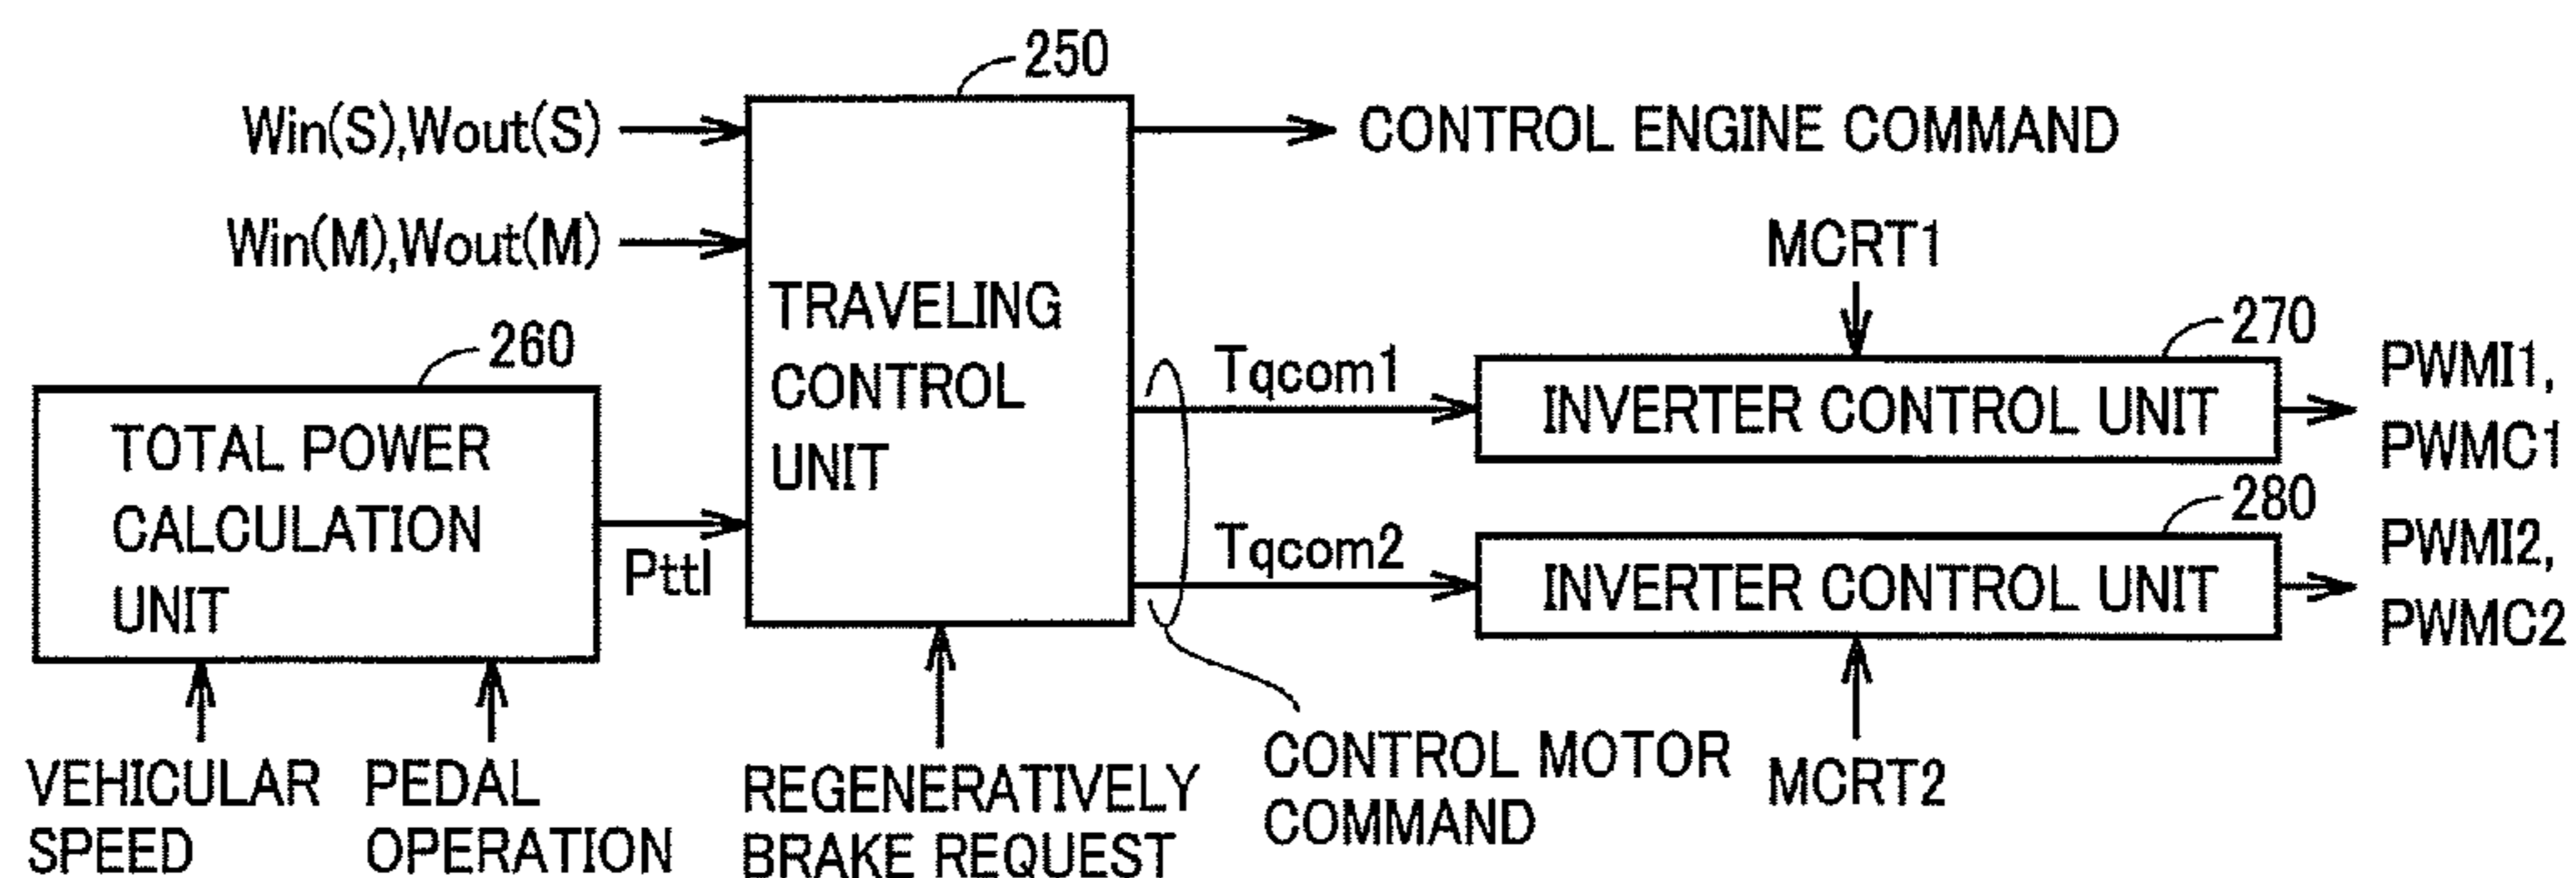 250
Win(S),Wout(S)
CONTROL ENGINE COMMAND
Win(M),Wout(M)
MCRT1
TRAVELING
CONTROL
UNIT
260
TOTAL POWER
CALCULATION
UNIT
Pttl
Tqcom1
270
INVERTER CONTROL UNIT
PWMI1,
PWMC1
Tqcom2
280
INVERTER CONTROL UNIT
PWMI2,
PWMC2
VEHICULAR
SPEED
PEDAL
OPERATION
REGENERATIVELY
BRAKE REQUEST
CONTROL MOTOR
COMMAND
MCRT2